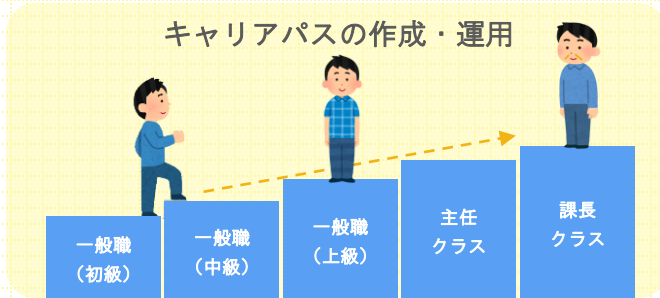 キャリアパスの作成・運用
一般職
（初級）
一般職
（中級）
一般職
（上級）
主任
クラス
課長
クラス